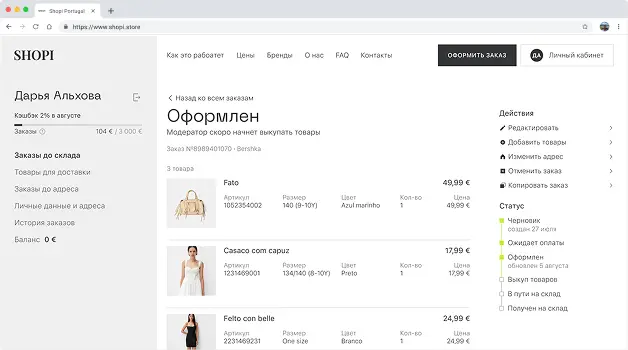 Shopi Portugal
https://www.shopi.store
SHOPI
Как это рабоатет
Цены
Бренды
О нас
FAQ
Контакты
ОФОРМИТЬ ЗАКАЗ
ДА
Личный кабинет
Дарья Альхова
Кэшбэк 2% в августе
Заказы
104 € / 3 000 €
Заказы до склада
Товары для доставки
Заказы до адреса
Личные данные и адреса
История заказов
Баланс 0 €
Назад ко всем заказам
Оформлен
Модератор скоро начнет выкупать товары
Заказ №8989401070 • Bershka
3 товара
Fato 49,99 €
Артикул Размер Цвет Кол-во Цена
1052354002 140 (9-10Y) Azul marinho 1 49,99 €
Casaco com capuz 17,99 €
Артикул Размер Цвет Кол-во Цена
1231469001 134/140 (8-10Y) Preto 1 17,99 €
Felto con belle 24,99 €
Артикул Размер Цвет Кол-во Цена
2231469231 One size Branco 1 24,99 €
Действия
Редактировать
Добавить товары
Изменить адрес
Отменить заказ
Копировать заказ
Статус
Черновик
создан 27 июля
Ожидает оплаты
Оформлен
обновлен 5 августа
Выкуп товаров
В пути на склад
Получен на склад